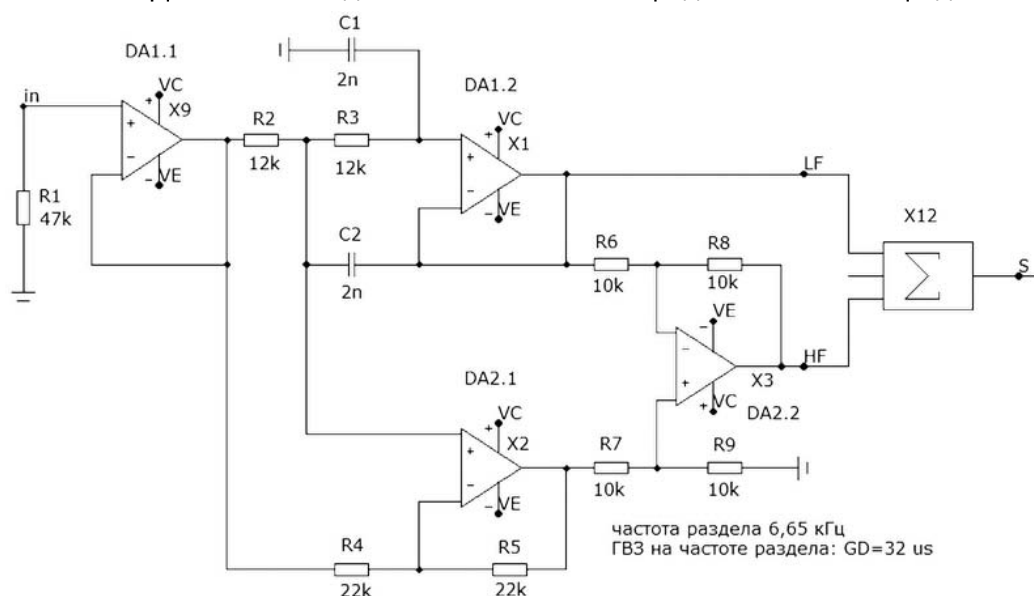 C1
DA1.1
2n
DA1.2
in
+ VC
X9
R2
R3
+ VC
X1
+
−
12k
12k
+
−
− VE
LF
R1
47k
− VE
X12
C2
R6
R8
2n
10k
10k
S
− VE
−
+
HF
X3
DA2.1
+ VC
DA2.2
+ VC
X2
R7
R9
+
−
10k
10k
− VE
частота раздела 6,65 кГц
ГВЗ на частоте раздела: GD=32 us
R4
R5
22k
22k